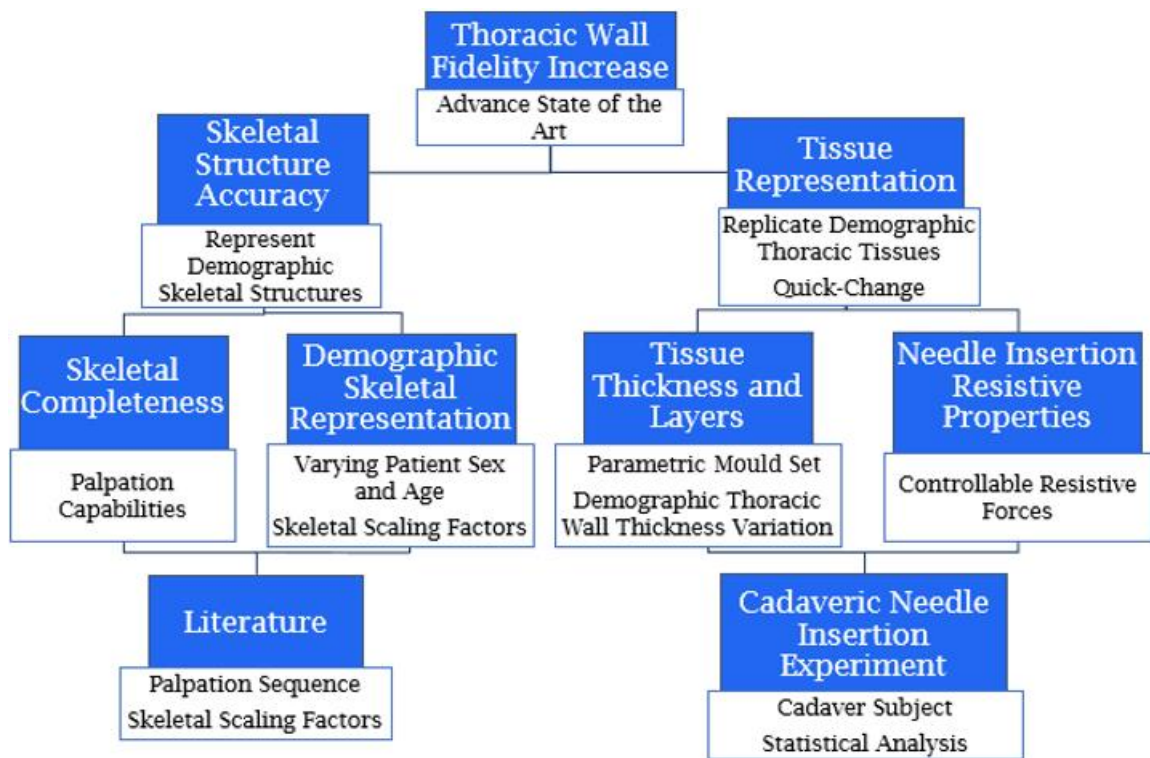 Thoracic Wall
Fidelity Increase
Advance State of the
Art
Skeletal
Structure
Accuracy
Represent
Demographic
Skeletal Structures
Tissue
Representation
Replicate Demographic
Thoracic Tissues
Quick-Change
Skeletal
Completeness
Palpation
Capabilities
Demographic
Skeletal
Representation
Varying Patient Sex
and Age
Skeletal Scaling Factors
Tissue
Thickness and
Layers
Parametric Mould Set
Demographic Thoracic
Wall Thickness Variation
Needle Insertion
Resistive
Properties
Controllable Resistive
Forces
Literature
Palpation Sequence
Skeletal Scaling Factors
Cadaveric Needle
Insertion
Experiment
Cadaver Subject
Statistical Analysis